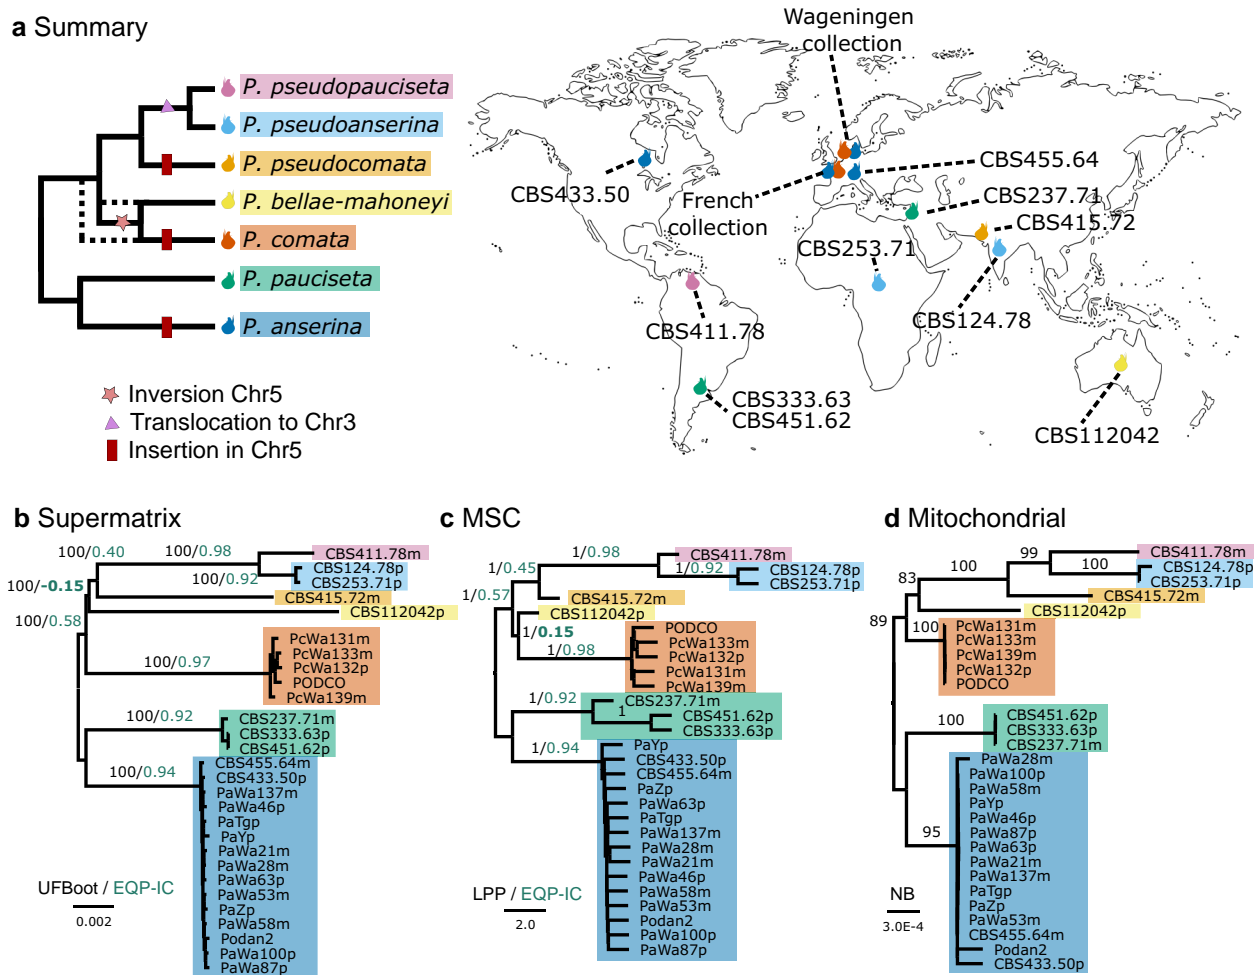 a Summary
P. pseudopauciseta
P. pseudoanserina
P. pseudocomata
P. bellae-mahoneyi
P. comata
P. pauciseta
P. anserina
Inversion Chr5
Translocation to Chr3
Insertion in Chr5
Wageningen
collection
CBS433.50
French
collection
CBS455.64
CBS237.71
CBS415.72
CBS253.71
CBS124.78
CBS411.78
CBS333.63
CBS451.62
CBS112042
b Supermatrix
100/0.40
100/0.98
CBS411.78m
100/0.92
CBS124.78p
CBS253.71p
100/-0.15
CBS415.72m
CBS112042p
100/0.58
100/0.97
PcWa131m
PcWa133m
PcWa132p
PODCO
PcWa139m
100/0.92
CBS237.71m
CBS333.63p
CBS451.62p
100/0.94
CBS455.64m
CBS433.50p
PaWa137m
PaWa46p
PaTgp
PaYp
PaWa21m
PaWa28m
PaWa63p
PaWa53m
PaZp
PaWa58m
Podan2
PaWa100p
PaWa87p
UFBoot / EQP-IC
0.002
c MSC
1/0.98
CBS411.78m
1/0.45
1/0.92
CBS124.78p
CBS253.71p
1/0.57
CBS415.72m
CBS112042p
1/0.15
1/0.98
PODCO
PcWa133m
PcWa132p
PcWa131m
PcWa139m
1/0.92
CBS237.71m
1
CBS451.62p
CBS333.63p
1/0.94
PaYp
CBS433.50p
CBS455.64m
PaZp
PaWa63p
PaTgp
PaWa137m
PaWa28m
PaWa21m
PaWa46p
PaWa58m
PaWa53m
Podan2
PaWa100p
PaWa87p
LPP / EQP-IC
2.0
d Mitochondrial
99
CBS411.78m
100
100
CBS124.78p
CBS253.71p
83
CBS415.72m
CBS112042p
89
100
PcWa131m
PcWa133m
PcWa139m
PcWa132p
PODCO
100
CBS451.62p
CBS333.63p
CBS237.71m
95
PaWa28m
PaWa100p
PaWa58m
PaYp
PaWa46p
PaWa87p
PaWa63p
PaWa21m
PaWa137m
PaTgp
PaZp
PaWa53m
CBS455.64m
Podan2
CBS433.50p
NB
3.0E-4